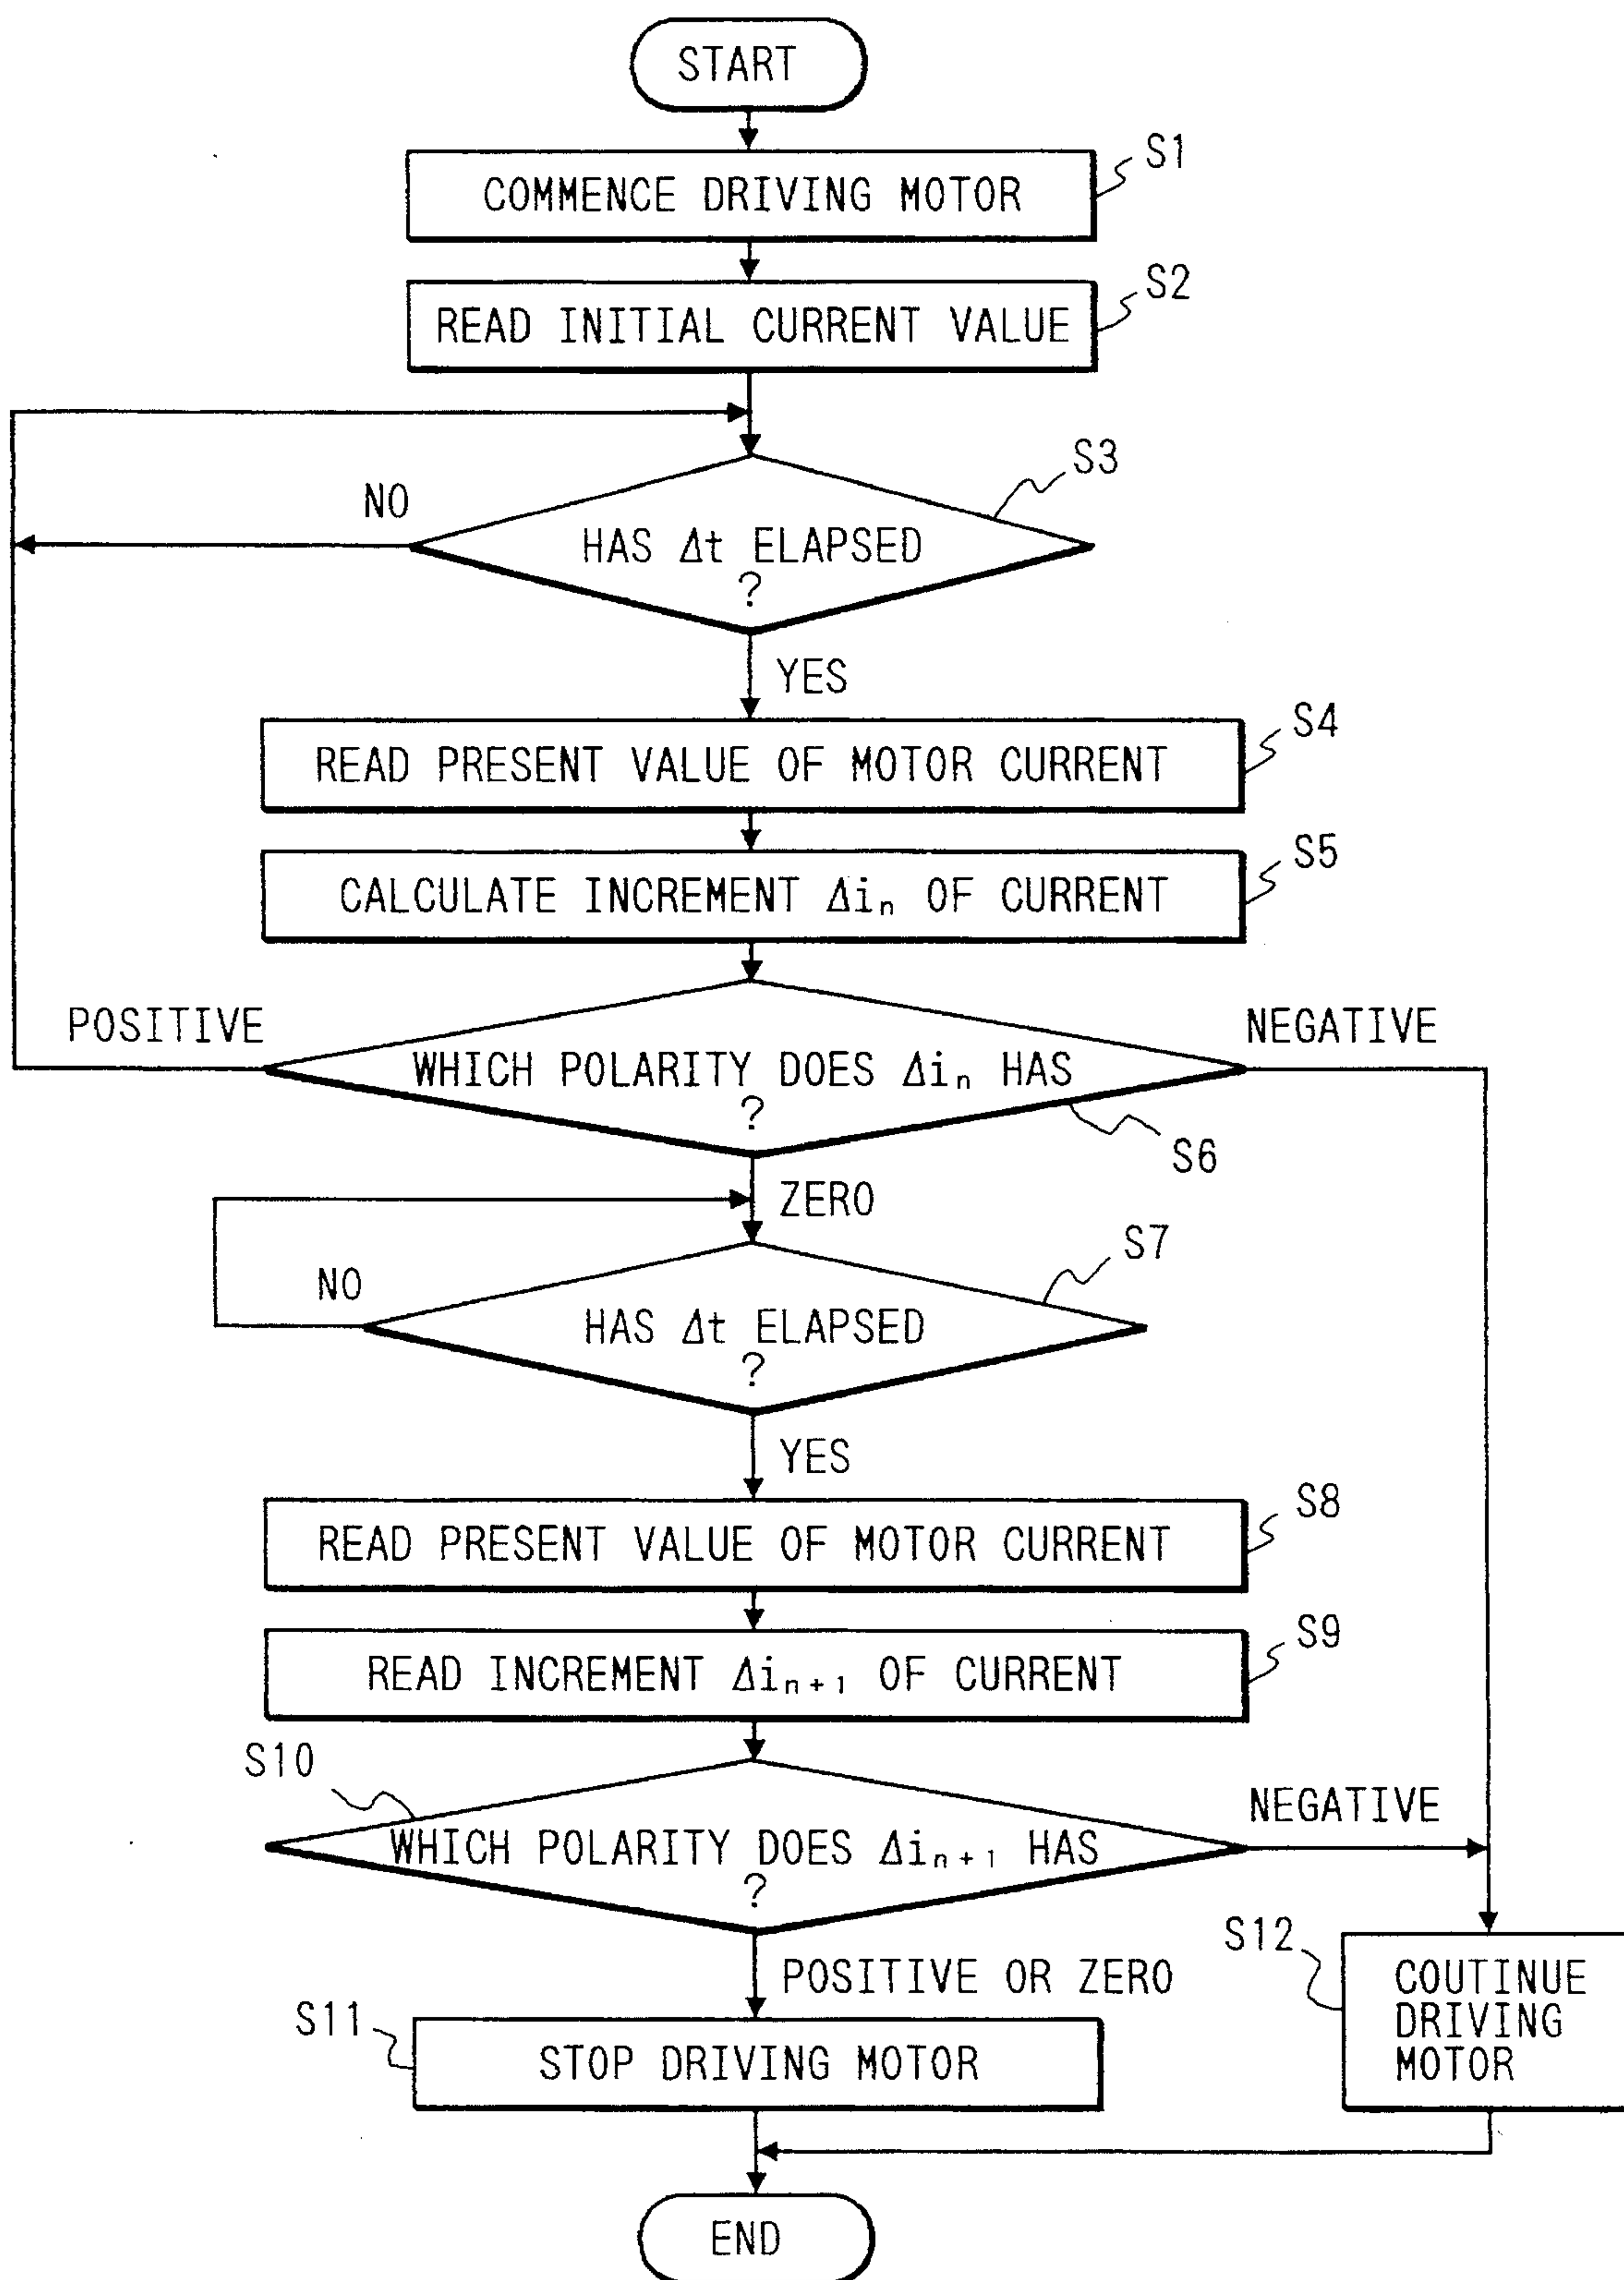 START
S1
COMMENCE DRIVING MOTOR
S2
READ INITIAL CURRENT VALUE
S3
NO
HAS Δt ELAPSED
?
YES
S4
READ PRESENT VALUE OF MOTOR CURRENT
S5
CALCULATE INCREMENT Δiₙ OF CURRENT
POSITIVE
NEGATIVE
WHICH POLARITY DOES Δiₙ HAS
?
S6
ZERO
S7
NO
HAS Δt ELAPSED
?
YES
S8
READ PRESENT VALUE OF MOTOR CURRENT
S9
READ INCREMENT Δiₙ₊₁ OF CURRENT
S10
NEGATIVE
WHICH POLARITY DOES Δiₙ₊₁ HAS
?
POSITIVE OR ZERO
S12
COUTINUE
DRIVING
MOTOR
S11
STOP DRIVING MOTOR
END